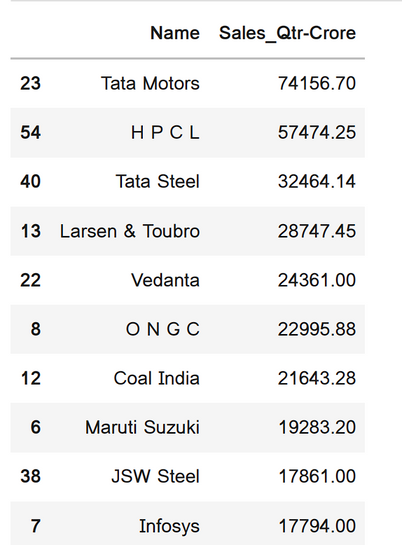 Name Sales_Qtr-Crore
23 Tata Motors 74156.70
54 H P C L 57474.25
40 Tata Steel 32464.14
13 Larsen & Toubro 28747.45
22 Vedanta 24361.00
8 O N G C 22995.88
12 Coal India 21643.28
6 Maruti Suzuki 19283.20
38 JSW Steel 17861.00
7 Infosys 17794.00